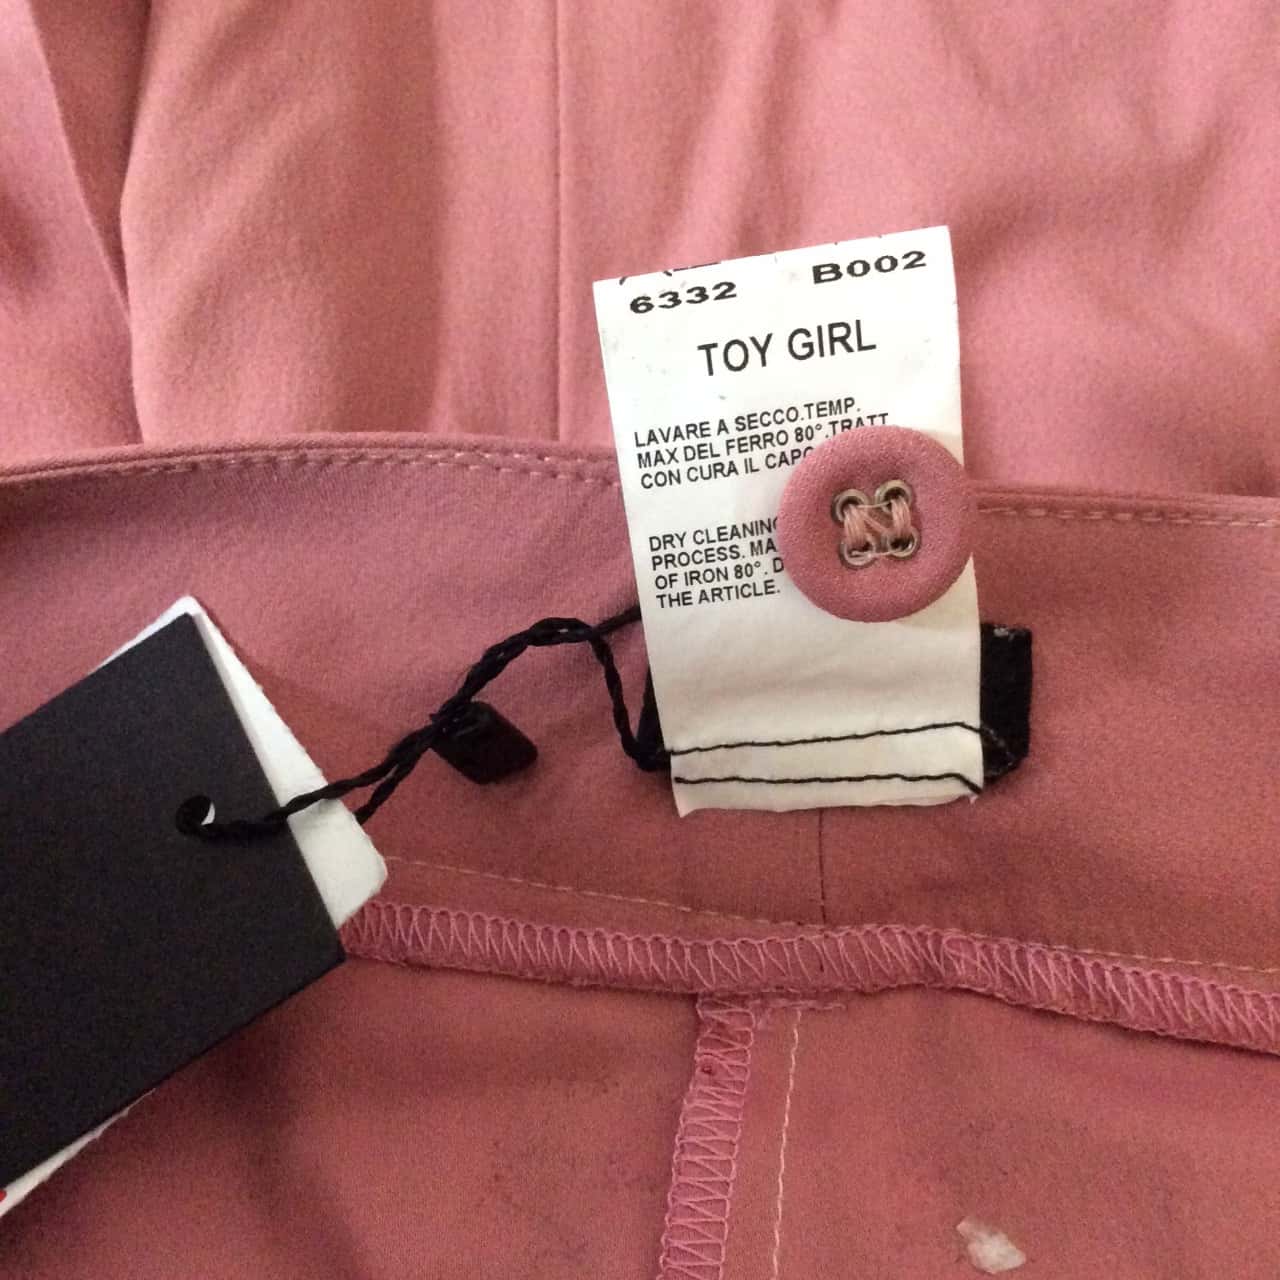 6332 B002
TOY GIRL
LAVARE A SECCO.TEMP.
MAX DEL FERRO 80°.TRATT
CON CURA IL CAPO
DRY CLEANING
PROCESS. MA
OF IRON 80°. D
THE ARTICLE.